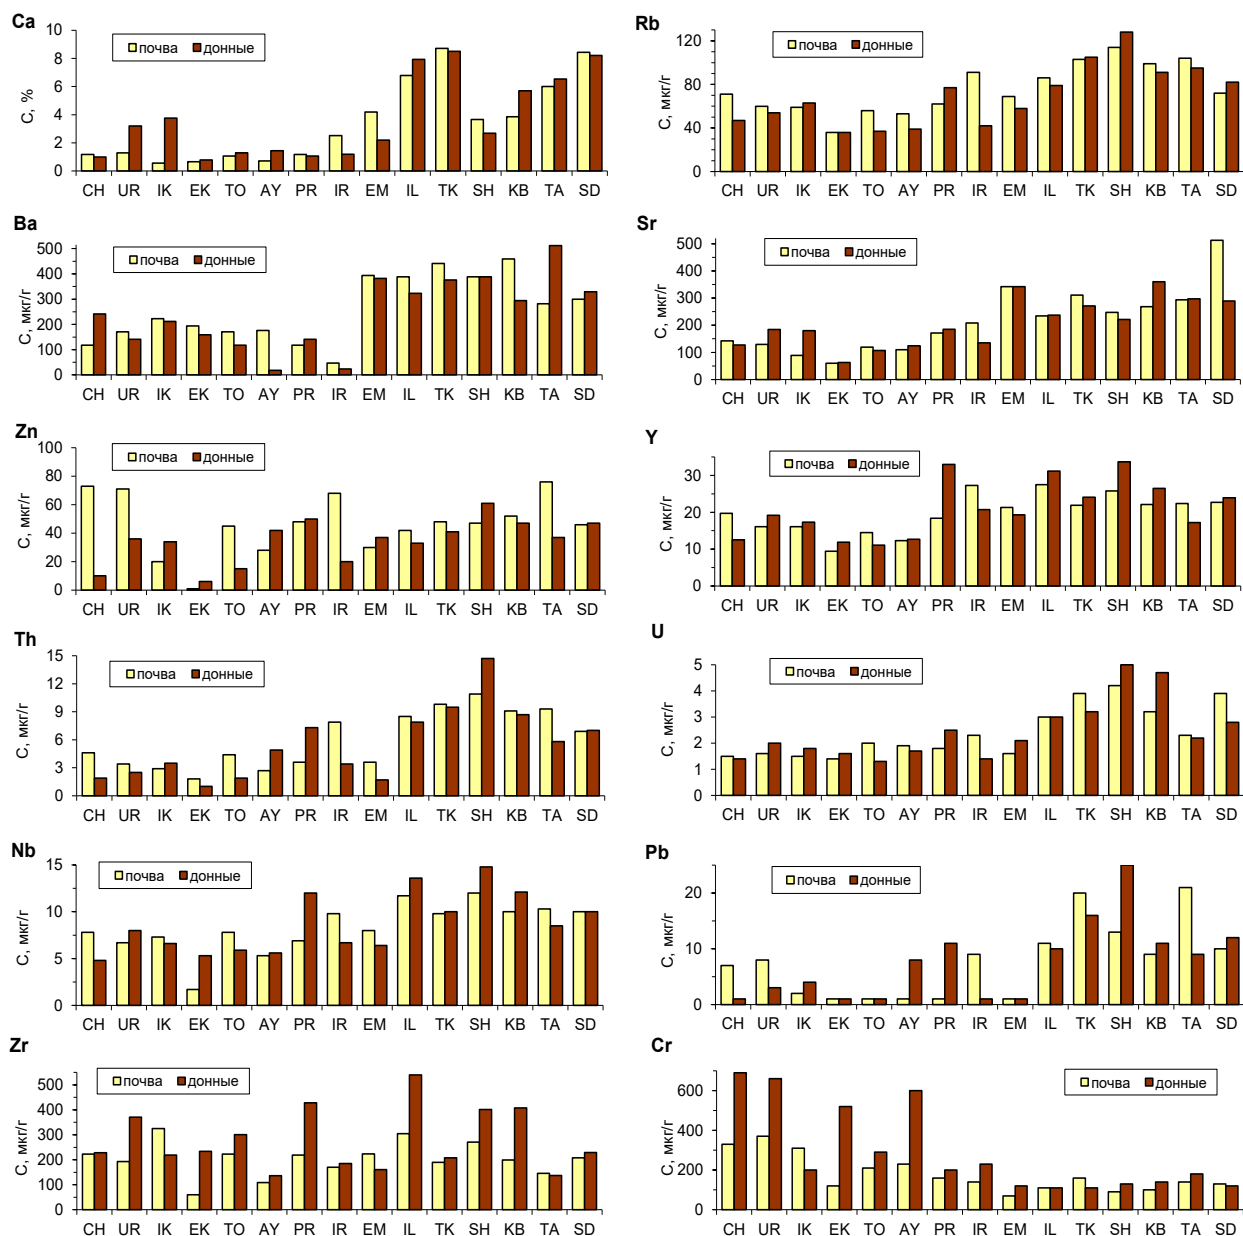 Ca
почва донные
C, %
10
8
6
4
2
0
CH UR IK EK TO AY PR IR EM IL TK SH KB TA SD
Rb
почва донные
C, мкг/г
120
80
40
0
CH UR IK EK TO AY PR IR EM IL TK SH KB TA SD
Ba
почва донные
C, мкг/г
500
400
300
200
100
0
CH UR IK EK TO AY PR IR EM IL TK SH KB TA SD
Sr
почва донные
C, мкг/г
500
400
300
200
100
0
CH UR IK EK TO AY PR IR EM IL TK SH KB TA SD
Zn
почва донные
C, мкг/г
100
80
60
40
20
0
CH UR IK EK TO AY PR IR EM IL TK SH KB TA SD
Y
почва донные
C, мкг/г
30
20
10
0
CH UR IK EK TO AY PR IR EM IL TK SH KB TA SD
Th
почва донные
C, мкг/г
15
12
9
6
3
0
CH UR IK EK TO AY PR IR EM IL TK SH KB TA SD
U
почва донные
C, мкг/г
5
4
3
2
1
0
CH UR IK EK TO AY PR IR EM IL TK SH KB TA SD
Nb
почва донные
C, мкг/г
15
10
5
0
CH UR IK EK TO AY PR IR EM IL TK SH KB TA SD
Pb
почва донные
C, мкг/г
20
10
0
CH UR IK EK TO AY PR IR EM IL TK SH KB TA SD
Zr
почва донные
C, мкг/г
500
400
300
200
100
0
CH UR IK EK TO AY PR IR EM IL TK SH KB TA SD
Cr
почва донные
C, мкг/г
600
400
200
0
CH UR IK EK TO AY PR IR EM IL TK SH KB TA SD